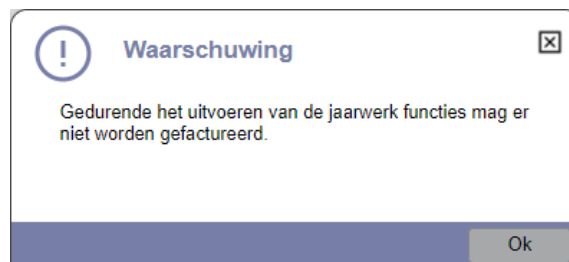 Waarschuwing
Gedurende het uitvoeren van de jaarwerk functies mag er
niet worden gefactureerd.
Ok